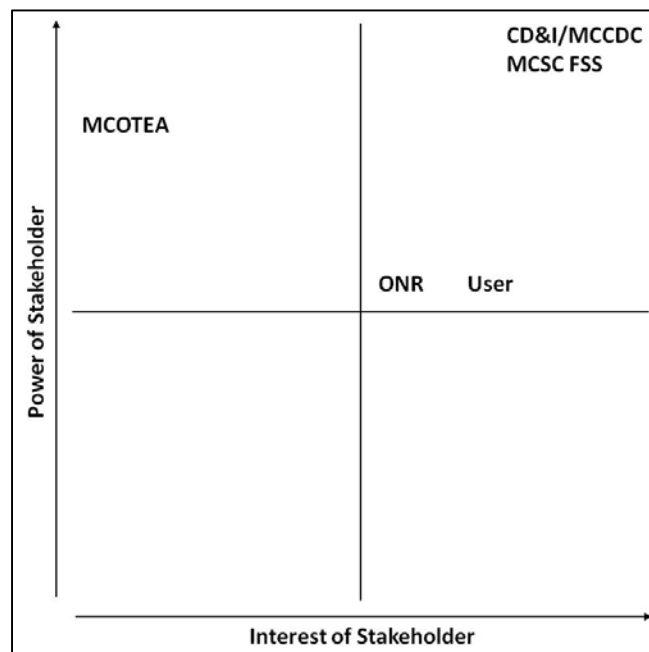 CD&I/MCCDC
MCSC FSS
MCOTEA
ONR User
Power of Stakeholder
Interest of Stakeholder